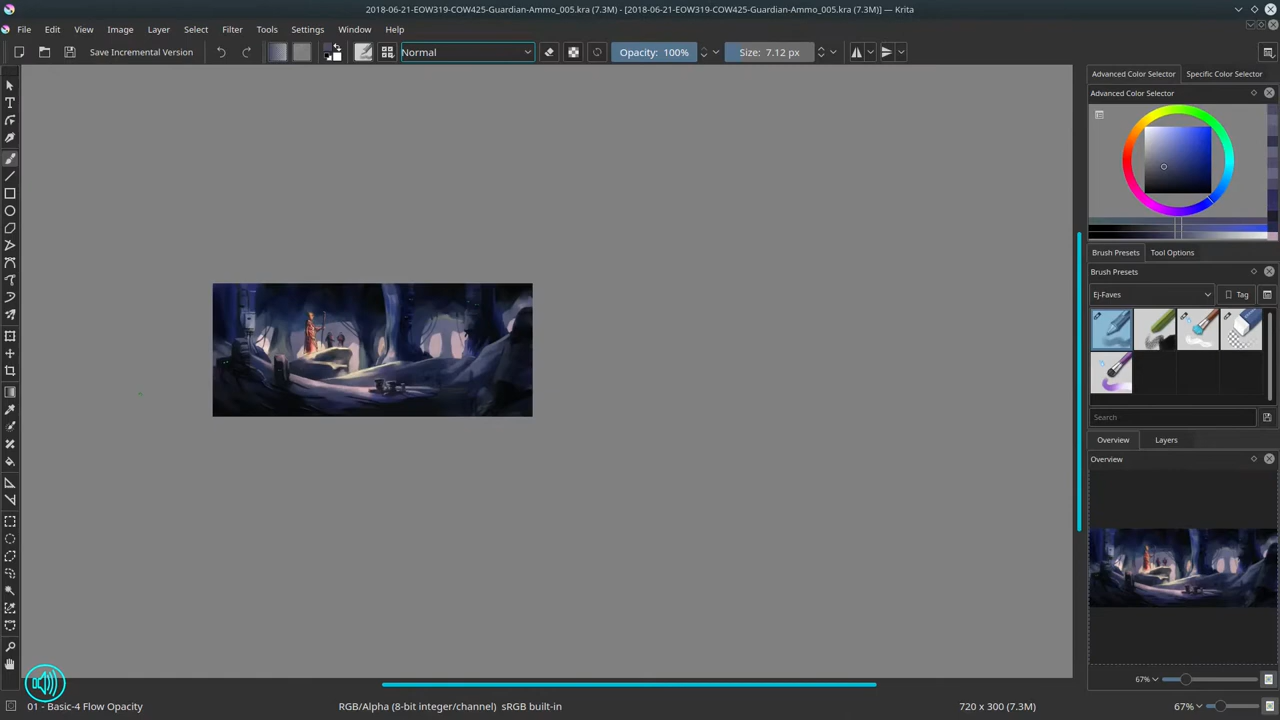 2018-06-21-EOW319-COW425-Guardian-Ammo_005.kra (7.3M) - [2018-06-21-EOW319-COW425-Guardian-Ammo_005.kra (7.3M)] — Krita
File Edit View Image Layer Select Filter Tools Settings Window Help
Save Incremental Version Normal Opacity: 100% Size: 7.12 px
Advanced Color Selector Specific Color Selector
Advanced Color Selector
Brush Presets Tool Options
Brush Presets
Ej-Faves Tag
Search
Overview Layers
Overview
67%
01 - Basic-4 Flow Opacity RGB/Alpha (8-bit integer/channel) sRGB built-in 720 x 300 (7.3M) 67%